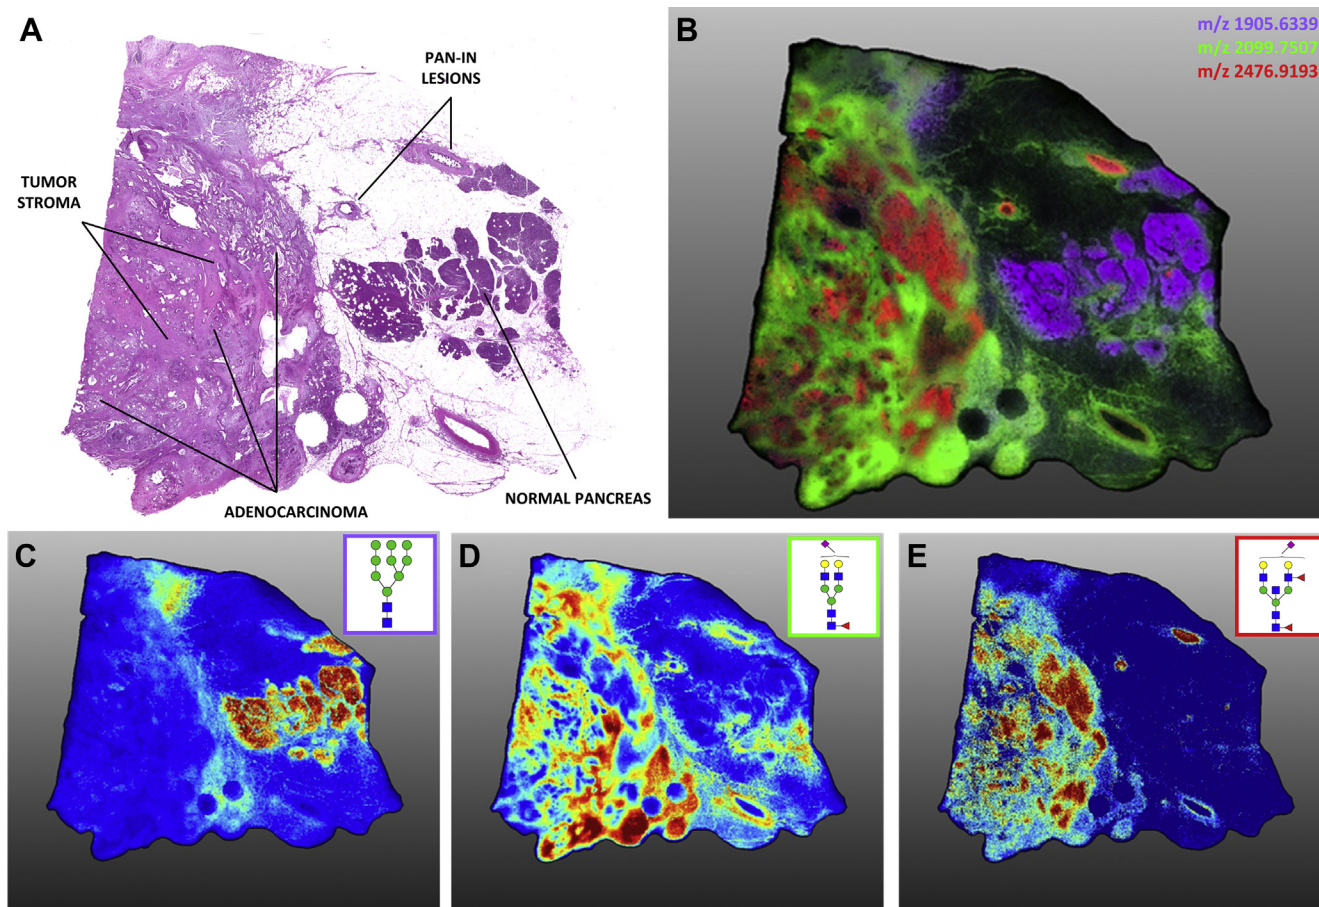 A
PAN-IN
LESIONS
TUMOR
STROMA
ADENOCARCINOMA
NORMAL PANCREAS
B
m/z 1905.6339
m/z 2099.7507
m/z 2476.9193
C
D
E